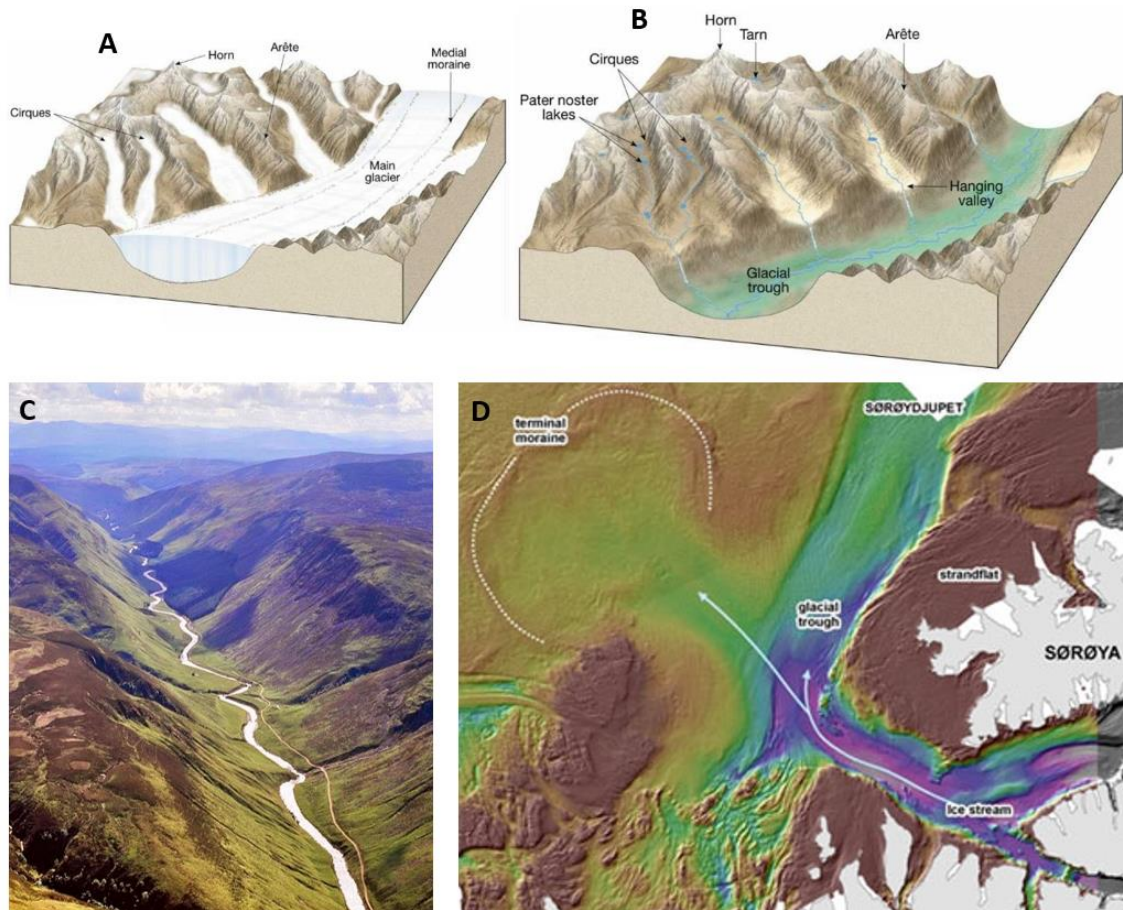 A
Horn
Arête
Medial
moraine
Cirques
Main
glacier
B
Horn
Tarn
Arête
Cirques
Pater noster
lakes
Hanging
valley
Glacial
trough
C
D
SØRØYDJUPET
terminal
moraine
strandflat
glacial
trough
SØRØYA
Ice stream